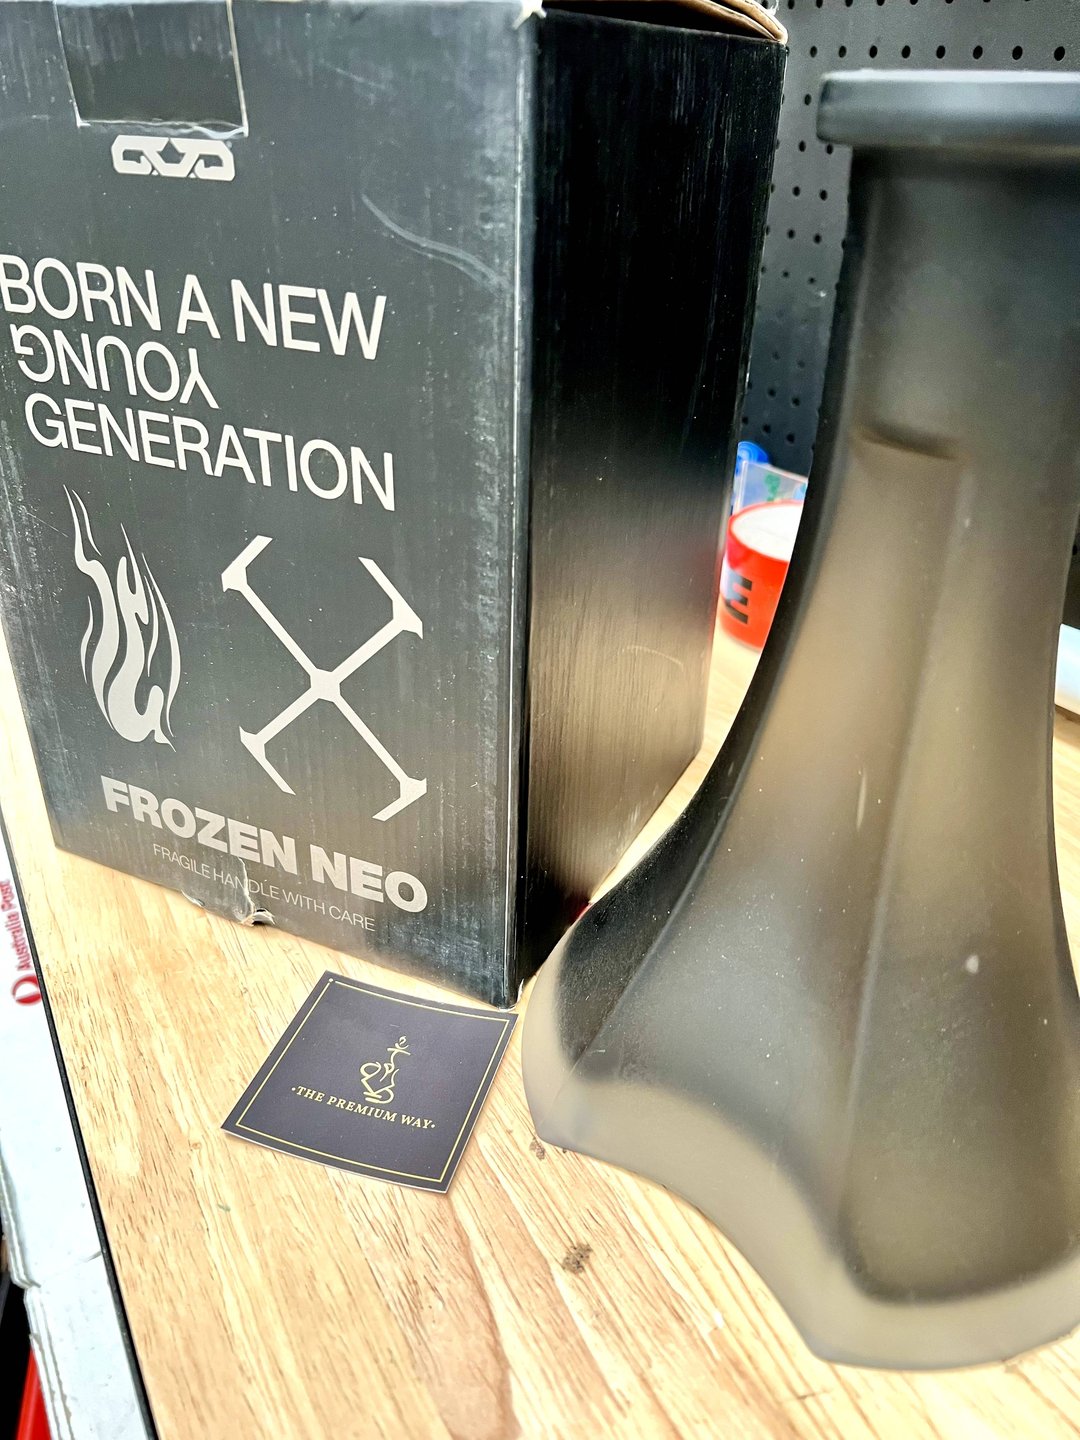 BORN A NEW
YOUNG
GENERATION
FROZEN NEO
FRAGILE HANDLE WITH CARE
•THE PREMIUM WAY•
Australia Post